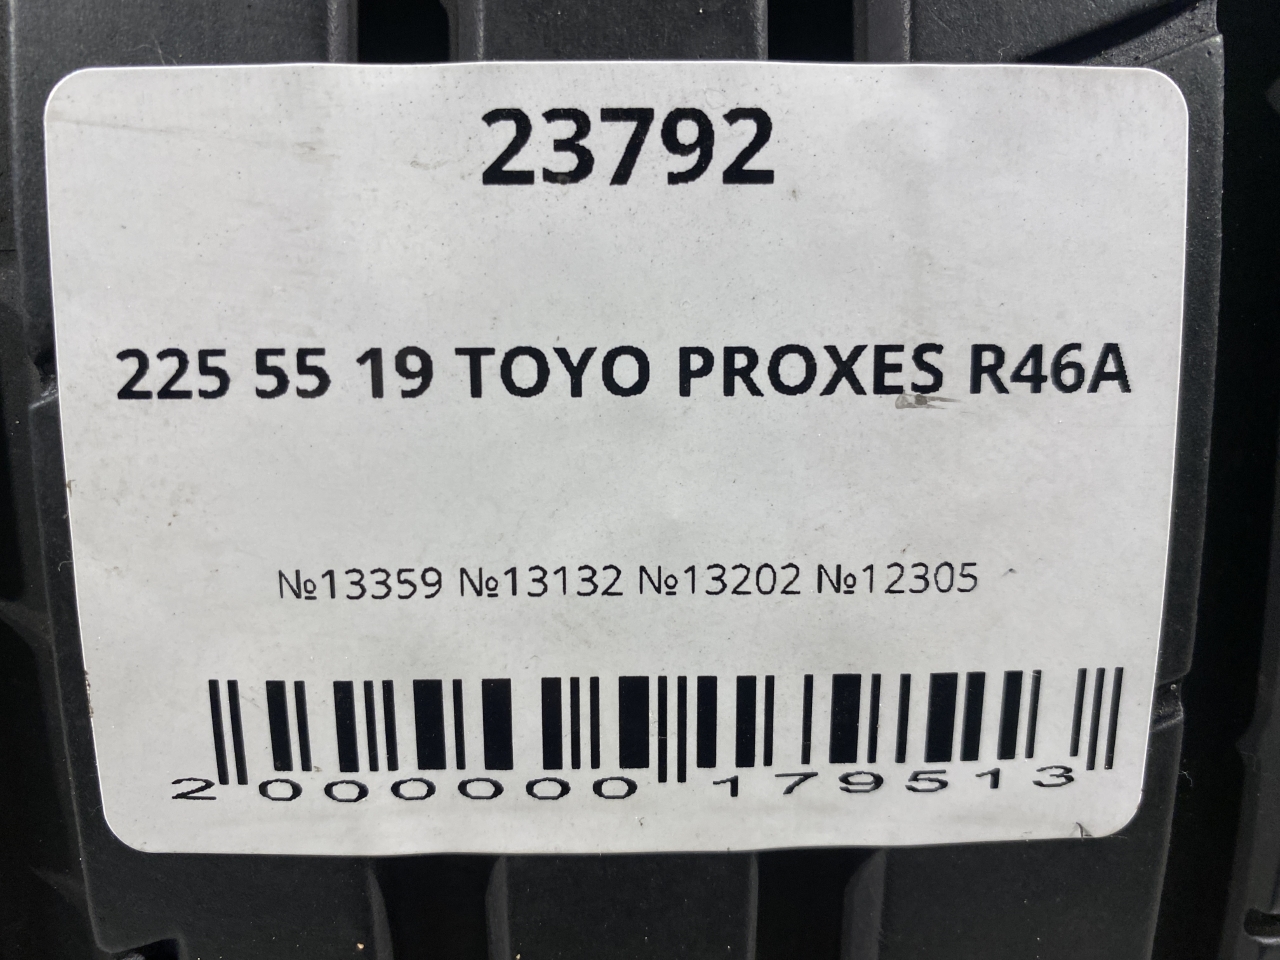 23792
225 55 19 TOYO PROXES R46A
№13359 №13132 №13202 №12305
2 000000 179513